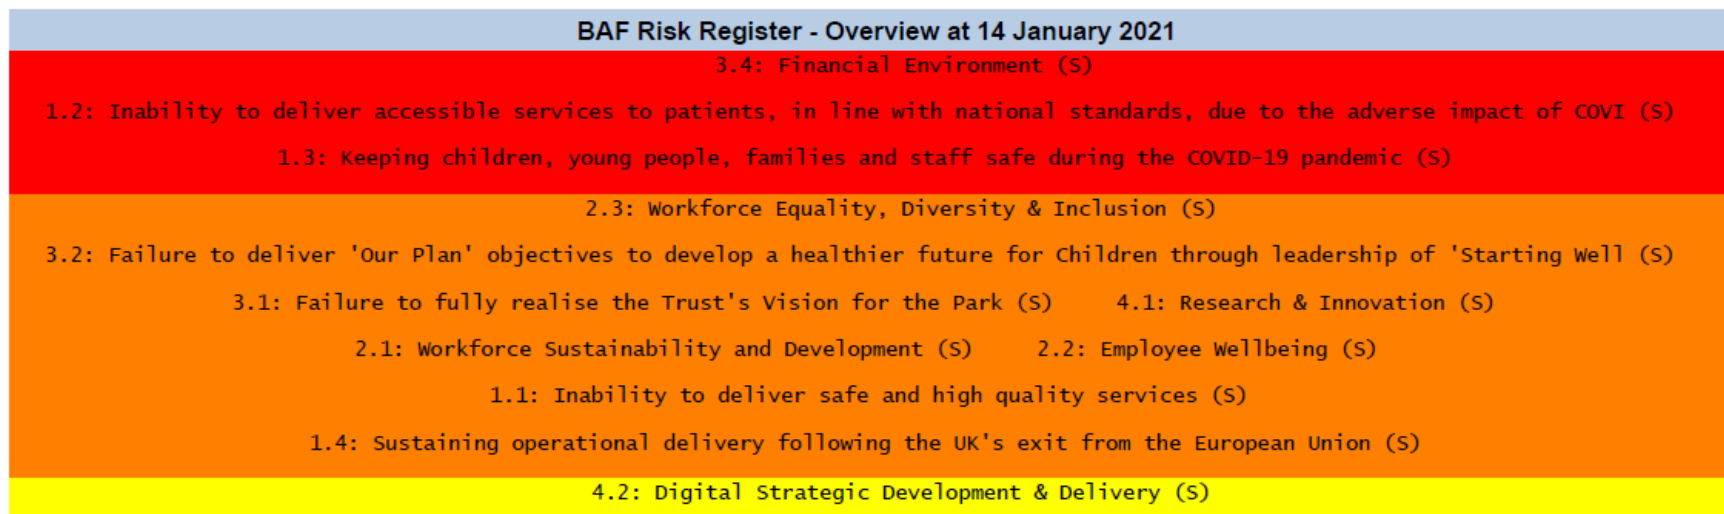 BAF Risk Register - Overview at 14 January 2021
3.4: Financial Environment (S)
1.2: Inability to deliver accessible services to patients, in line with national standards, due to the adverse impact of COVI (S)
1.3: Keeping children, young people, families and staff safe during the COVID-19 pandemic (S)
2.3: Workforce Equality, Diversity & Inclusion (S)
3.2: Failure to deliver 'Our Plan' objectives to develop a healthier future for Children through leadership of 'Starting Well (S)
3.1: Failure to fully realise the Trust's Vision for the Park (S) 4.1: Research & Innovation (S)
2.1: Workforce Sustainability and Development (S) 2.2: Employee Wellbeing (S)
1.1: Inability to deliver safe and high quality services (S)
1.4: Sustaining operational delivery following the UK's exit from the European Union (S)
4.2: Digital Strategic Development & Delivery (S)